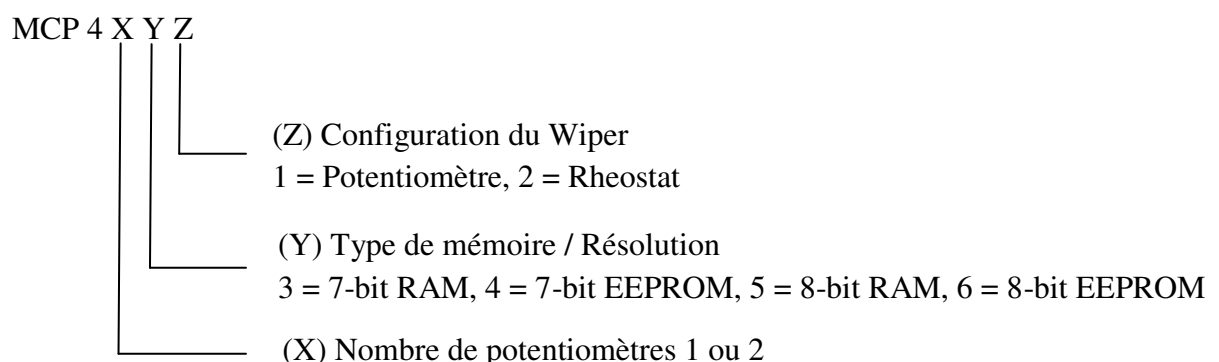 MCP 4 X Y Z
(Z) Configuration du Wiper
1 = Potentiomètre, 2 = Rheostat
(Y) Type de mémoire / Résolution
3 = 7-bit RAM, 4 = 7-bit EEPROM, 5 = 8-bit RAM, 6 = 8-bit EEPROM
(X) Nombre de potentiomètres 1 ou 2